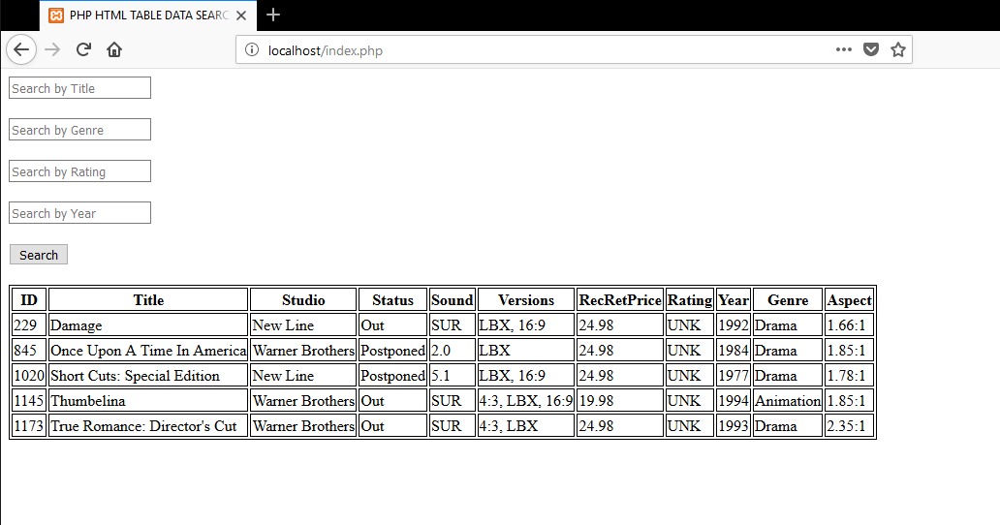 PHP HTML TABLE DATA SEARC
localhost/index.php
Search by Title
Search by Genre
Search by Rating
Search by Year
Search
ID Title Studio Status Sound Versions RecRetPrice Rating Year Genre Aspect
229 Damage New Line Out SUR LBX, 16:9 24.98 UNK 1992 Drama 1.66:1
845 Once Upon A Time In America Warner Brothers Postponed 2.0 LBX 24.98 UNK 1984 Drama 1.85:1
1020 Short Cuts: Special Edition New Line Postponed 5.1 LBX, 16:9 24.98 UNK 1977 Drama 1.78:1
1145 Thumbelina Warner Brothers Out SUR 4:3, LBX, 16:9 19.98 UNK 1994 Animation 1.85:1
1173 True Romance: Director's Cut Warner Brothers Out SUR 4:3, LBX 24.98 UNK 1993 Drama 2.35:1